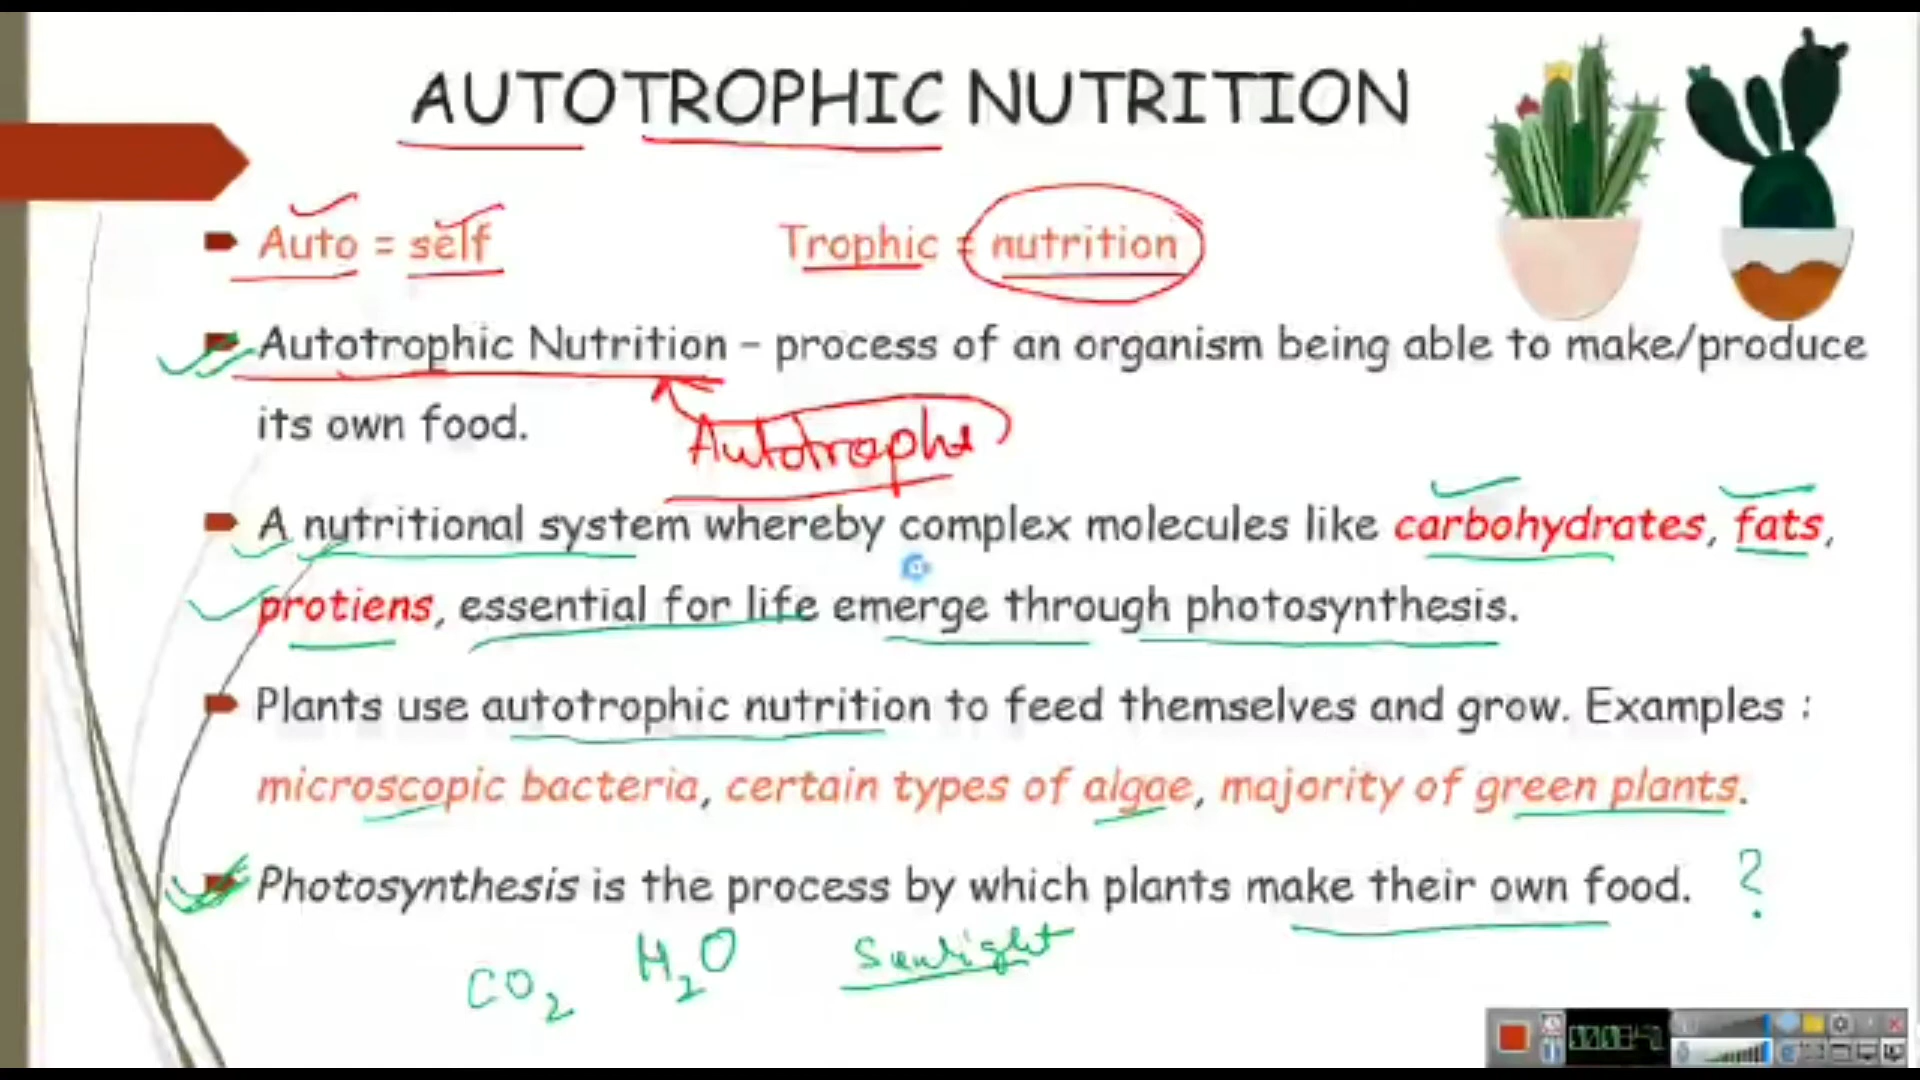 AUTOTROPHIC NUTRITION
Auto = self Trophic = nutrition
Autotrophic Nutrition – process of an organism being able to make/produce
its own food.
Autotrophs
A nutritional system whereby complex molecules like carbohydrates, fats,
protiens, essential for life emerge through photosynthesis.
Plants use autotrophic nutrition to feed themselves and grow. Examples :
microscopic bacteria, certain types of algae, majority of green plants.
Photosynthesis is the process by which plants make their own food. ?
CO2 H2O Sunlight